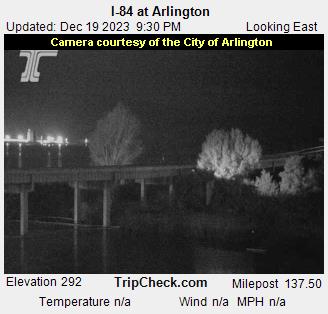 I-84 at Arlington
Updated: Dec 19 2023 9:30 PM Looking East
Camera courtesy of the City of Arlington
Elevation 292 TripCheck.com Milepost 137.50
Temperature n/a Wind n/a MPH n/a